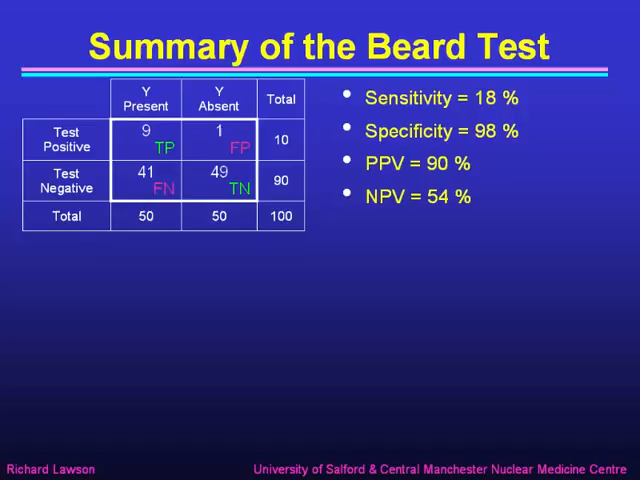 Summary of the Beard Test
Y Present Y Absent Total
Test Positive 9 TP 1 FP 10
Test Negative 41 FN 49 TN 90
Total 50 50 100
• Sensitivity = 18 %
• Specificity = 98 %
• PPV = 90 %
• NPV = 54 %
Richard Lawson
University of Salford & Central Manchester Nuclear Medicine Centre